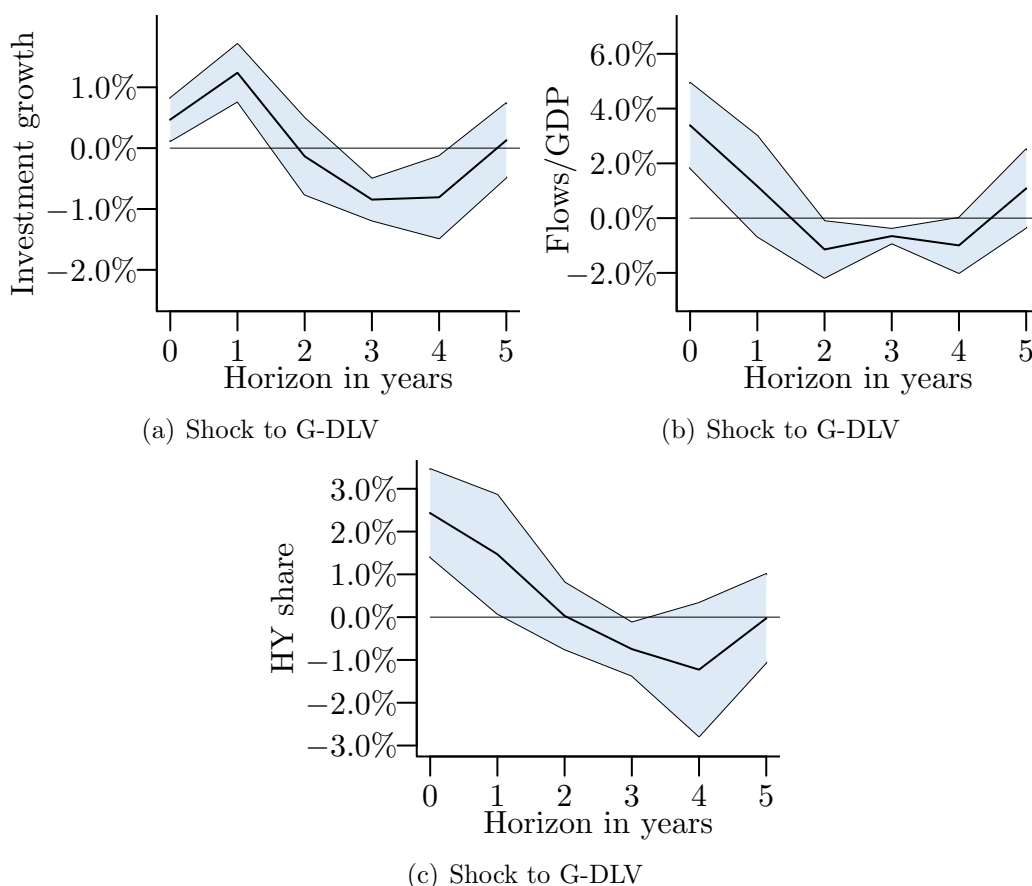 Investment growth
1.0%
0.0%
−1.0%
−2.0%
0 1 2 3 4 5
Horizon in years
(a) Shock to G-DLV
Flows/GDP
6.0%
4.0%
2.0%
0.0%
−2.0%
0 1 2 3 4 5
Horizon in years
(b) Shock to G-DLV
HY share
3.0%
2.0%
1.0%
0.0%
−1.0%
−2.0%
−3.0%
0 1 2 3 4 5
Horizon in years
(c) Shock to G-DLV